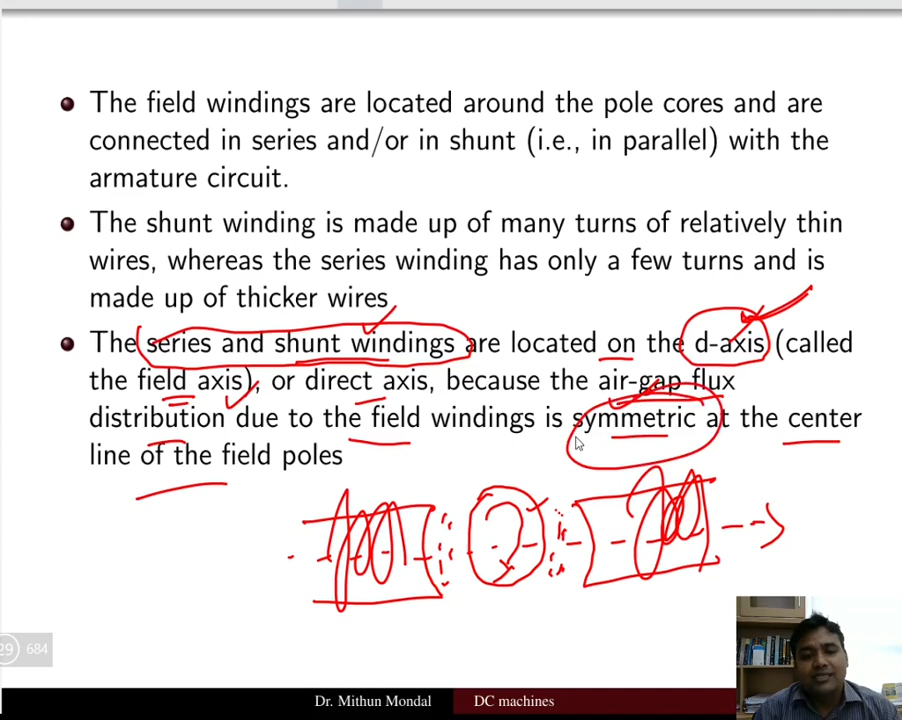 The field windings are located around the pole cores and are
connected in series and/or in shunt (i.e., in parallel) with the
armature circuit.
The shunt winding is made up of many turns of relatively thin
wires, whereas the series winding has only a few turns and is
made up of thicker wires
The series and shunt windings are located on the d-axis (called
the field axis), or direct axis, because the air-gap flux
distribution due to the field windings is symmetric at the center
line of the field poles
29 684
Dr. Mithun Mondal DC machines